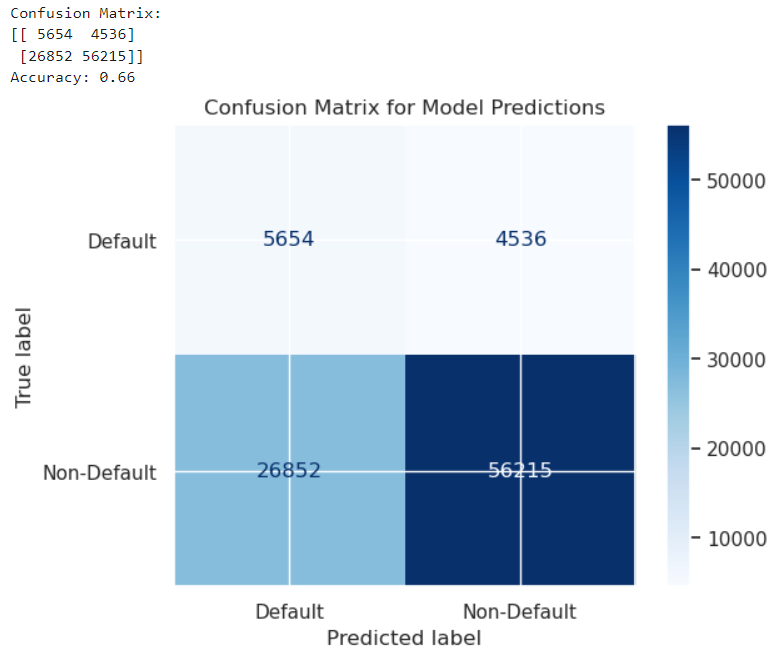 Confusion Matrix:
[[ 5654  4536]
 [26852 56215]]
Accuracy: 0.66
Confusion Matrix for Model Predictions
50000
Default
5654
4536
40000
30000
True label
20000
Non-Default
26852
56215
10000
Default
Non-Default
Predicted label